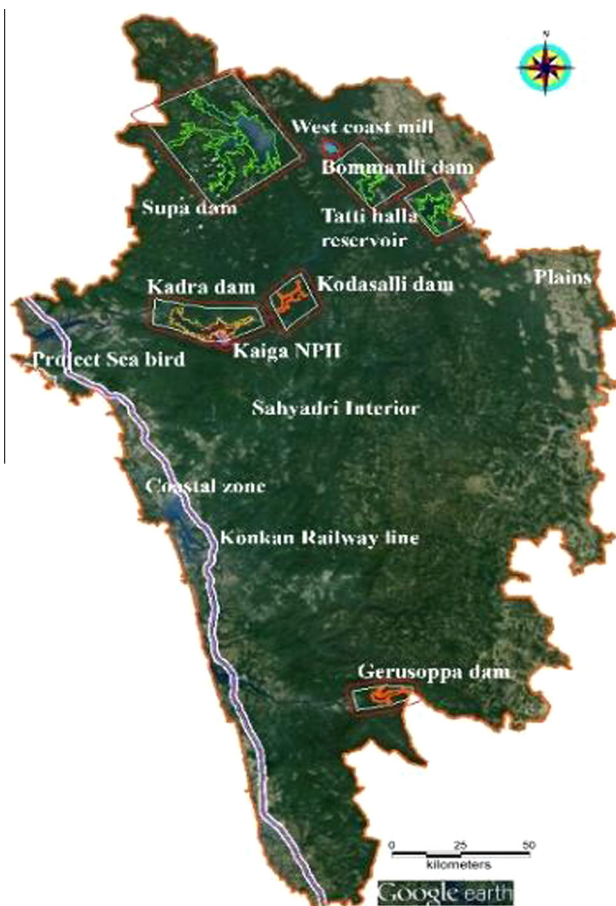 N
West coast mill
Bommanlli dam
Supa dam
Tatti halla
reservoir
Plains
Kadra dam
Kodasalli dam
Kaiga NPH
Project Sea bird
Sahyadri Interior
Coastal zone
Konkan Railway line
Gerusoppa dam
0 25 50
kilometers
Google earth